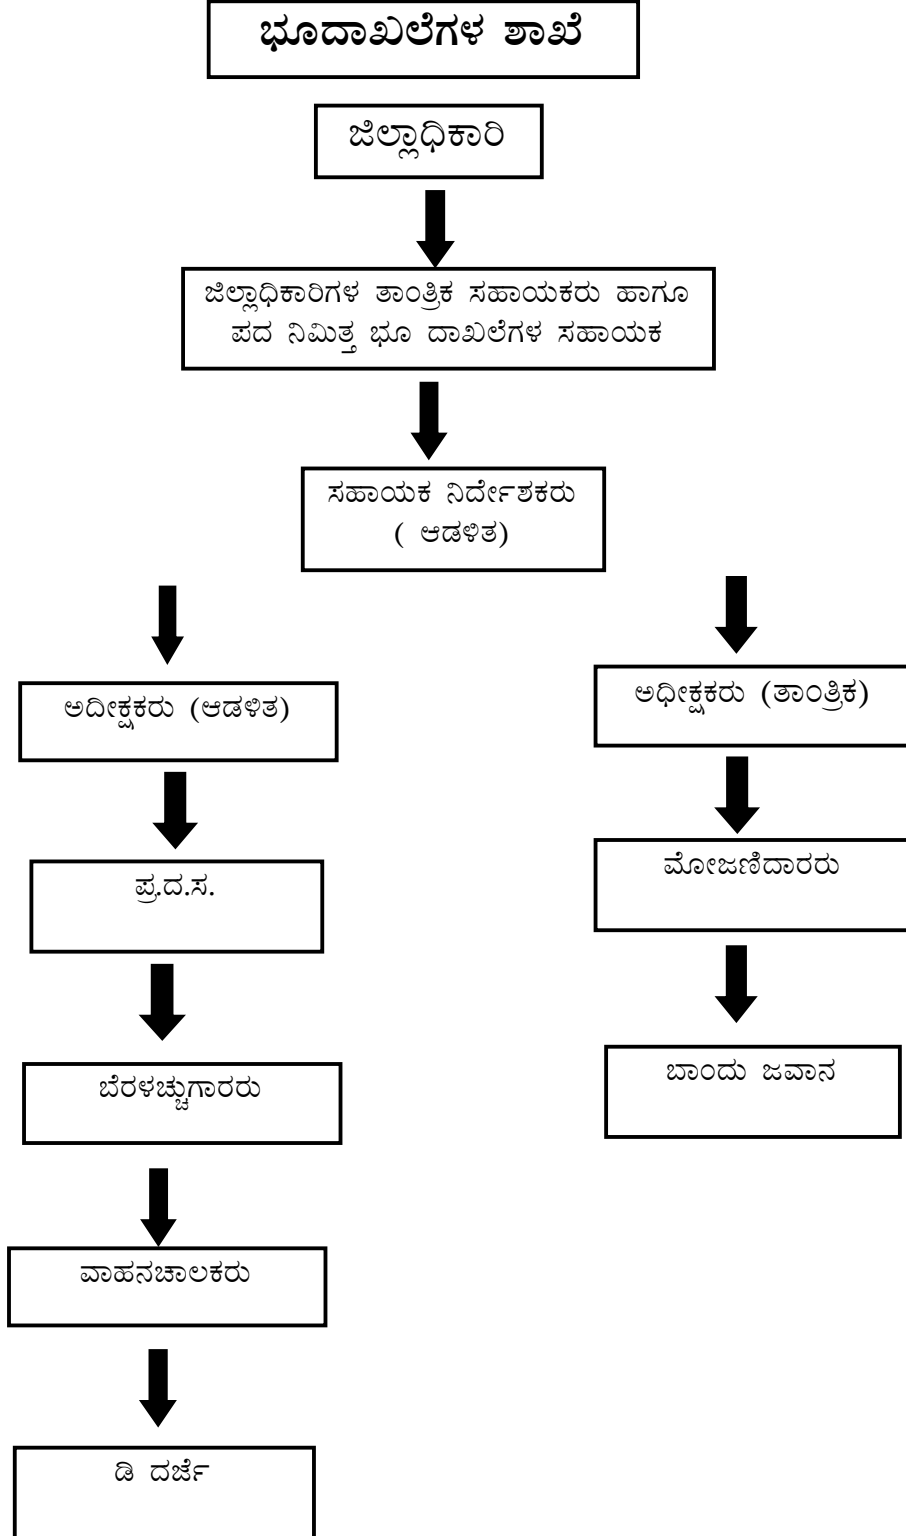 ಭೂದಾಖಲೆಗಳ ಶಾಖೆ
ಜಿಲ್ಲಾಧಿಕಾರಿ
ಜಿಲ್ಲಾಧಿಕಾರಿಗಳ ತಾಂತ್ರಿಕ ಸಹಾಯಕರು ಹಾಗೂ
ಪದ ನಿಮಿತ್ತ ಭೂ ದಾಖಲೆಗಳ ಸಹಾಯಕ
ಸಹಾಯಕ ನಿರ್ದೇಶಕರು
( ಆಡಳಿತ)
ಅದೀಕ್ಷಕರು (ಆಡಳಿತ)
ಪ್ರ.ದ.ಸ.
ಬೆರಳಚ್ಚುಗಾರರು
ವಾಹನಚಾಲಕರು
ಡಿ ದರ್ಜೆ
ಅಧೀಕ್ಷಕರು (ತಾಂತ್ರಿಕ)
ಮೋಜಣಿದಾರರು
ಬಾಂದು ಜವಾನ